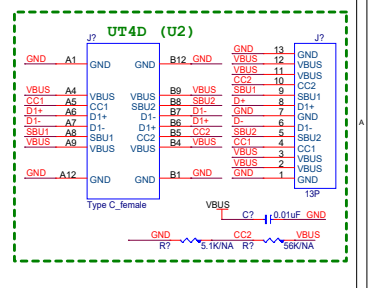 UT4D (U2)
J? J?
GND A1 GND GND B12 GND
VBUS A4 VBUS VBUS B9 VBUS
CC1 A5 CC1 SBU2 B8 SBU2
D1+ A6 D1+ D1- B7 D1-
D1- A7 D1- D1+ B6 D1+
SBU1 A8 SBU1 CC2 B5 CC2
VBUS A9 VBUS VBUS B4 VBUS
GND A12 GND GND B1 GND
Type C_female
GND 13 GND
VBUS 12 VBUS
VBUS 11 VBUS
CC2 10 CC2
SBU1 9 SBU1
D+ 8 D1+
GND 7 GND
D- 6 D1-
SBU2 5 SBU2
CC1 4 CC1
VBUS 3 VBUS
VBUS 2 VBUS
GND 1 GND
13P
A
VBUS
C? 0.01uF GND
GND CC2 VBUS
R? 5.1K/NA R? 56K/NA